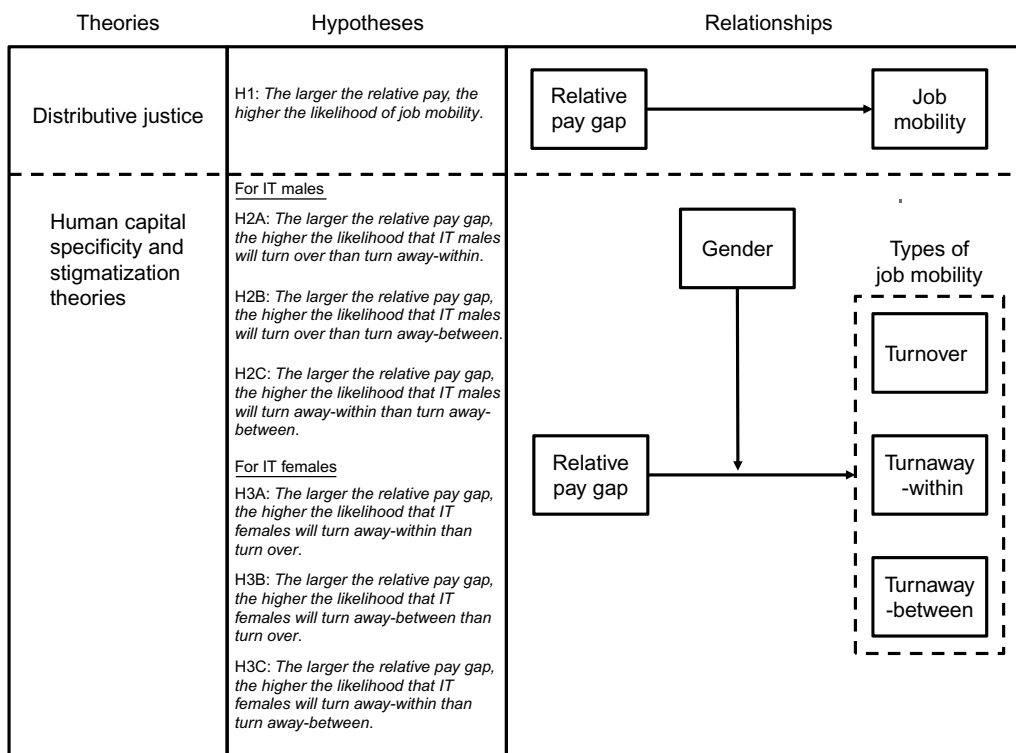 Theories
Hypotheses
Relationships
Distributive justice
H1: The larger the relative pay, the
higher the likelihood of job mobility.
Relative
pay gap
Job
mobility
Human capital
specificity and
stigmatization
theories
For IT males
H2A: The larger the relative pay gap,
the higher the likelihood that IT males
will turn over than turn away-within.
H2B: The larger the relative pay gap,
the higher the likelihood that IT males
will turn over than turn away-between.
H2C: The larger the relative pay gap,
the higher the likelihood that IT males
will turn away-within than turn away-
between.
For IT females
H3A: The larger the relative pay gap,
the higher the likelihood that IT
females will turn away-within than
turn over.
H3B: The larger the relative pay gap,
the higher the likelihood that IT
females will turn away-between than
turn over.
H3C: The larger the relative pay gap,
the higher the likelihood that IT
females will turn away-within than
turn away-between.
Gender
Types of
job mobility
Turnover
Relative
pay gap
Turnaway
-within
Turnaway
-between